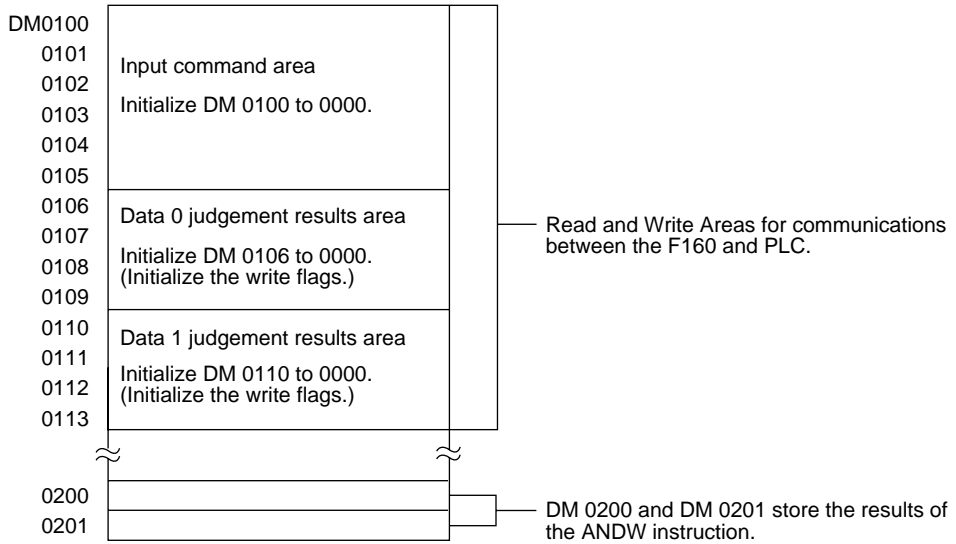 DM0100
0101
0102
0103
0104
0105
0106
0107
0108
0109
0110
0111
0112
0113
0200
0201
Input command area
Initialize DM 0100 to 0000.
Data 0 judgement results area
Initialize DM 0106 to 0000.
(Initialize the write flags.)
Data 1 judgement results area
Initialize DM 0110 to 0000.
(Initialize the write flags.)
Read and Write Areas for communications
between the F160 and PLC.
DM 0200 and DM 0201 store the results of
the ANDW instruction.